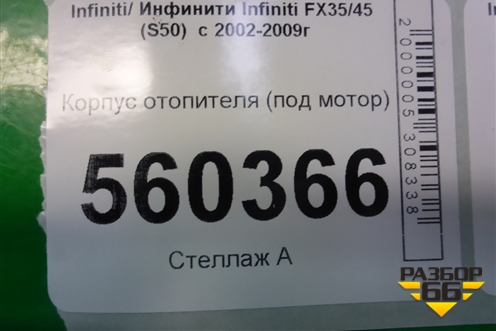 Infiniti/ Инфинити Infiniti FX35/45
(S50) с 2002-2009г
Корпус отопителя (под мотор)
560366
Стеллаж А
2000005308338
РАЗБОР
66